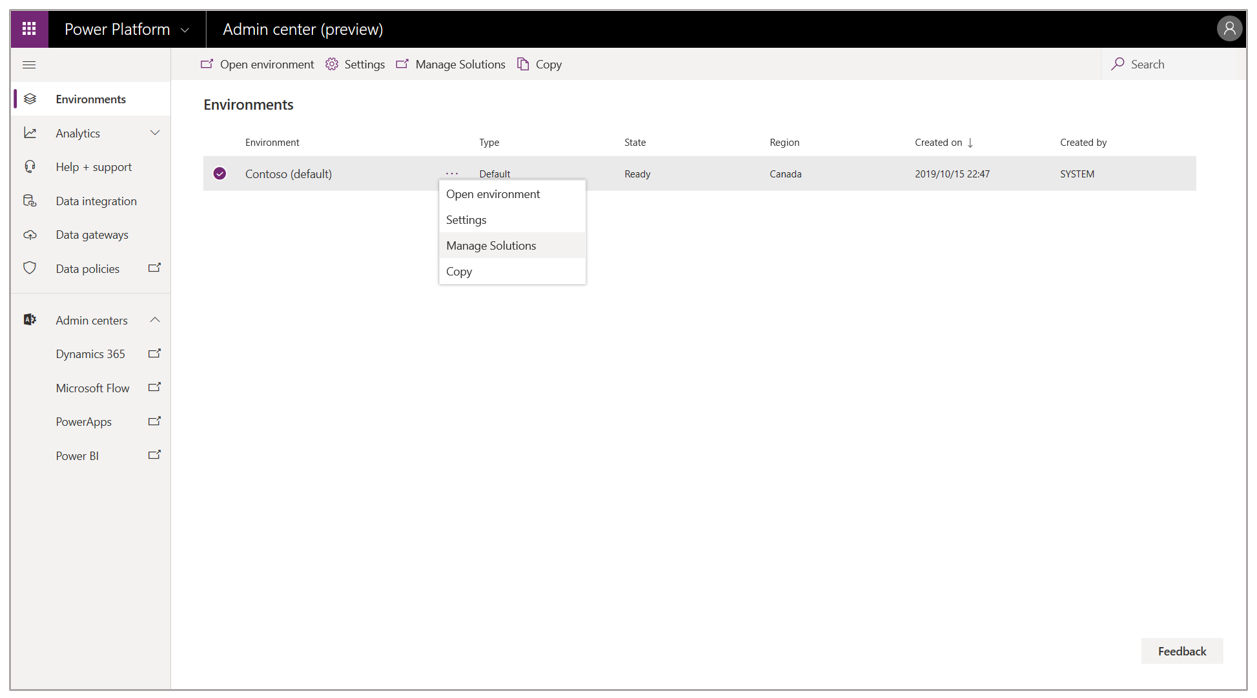 Power Platform
Admin center (preview)
Open environment Settings Manage Solutions Copy
Search
Environments
Analytics
Help + support
Data integration
Data gateways
Data policies
Admin centers
Dynamics 365
Microsoft Flow
PowerApps
Power BI
Environments
Environment Type State Region Created on Created by
Contoso (default) ... Default Ready Canada 2019/10/15 22:47 SYSTEM
Open environment
Settings
Manage Solutions
Copy
Feedback